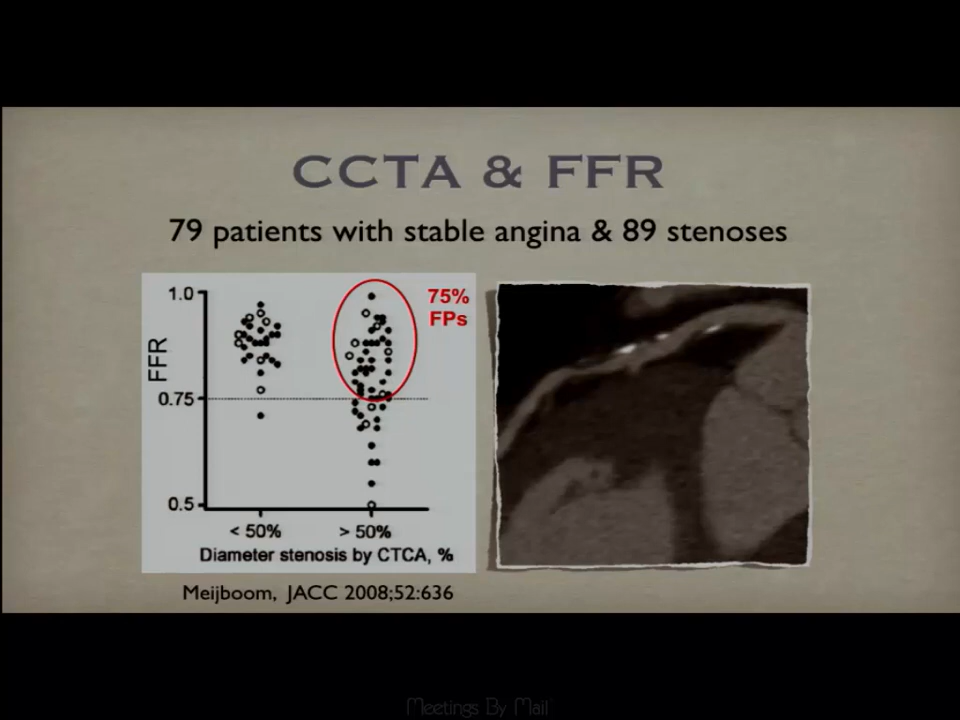 CCTA & FFR
79 patients with stable angina & 89 stenoses
75%
FPs
1.0
FFR
0.75
0.5
< 50%
> 50%
Diameter stenosis by CTCA, %
Meijboom, JACC 2008;52:636
Meetings By Mail